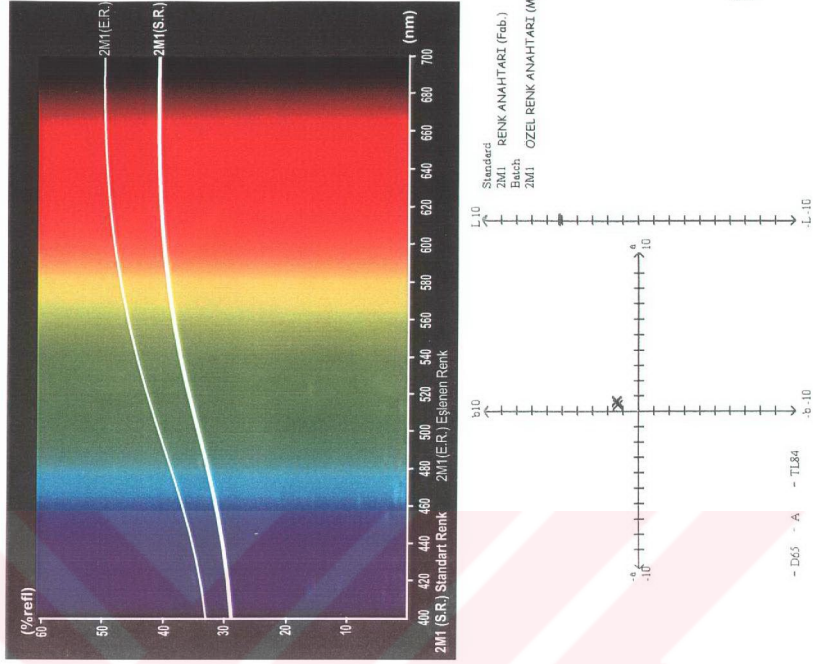 (%refl)
60
50
40
30
20
10
2M1(E.R.)
2M1(S.R.)
(nm)
400 420 440 460 480 500 520 540 560 580 600 620 640 660 680 700
2M1 (S.R.) Standart Renk 2M1(E.R.) Eşlenen Renk
Standard
2M1 RENK ANAHTARI (Fab.)
Batch
2M1 OZEL RENK ANAHTARI (M
b10
L10
-a
-10
a
10
-b-10
-L-10
- D65 - A - TL84